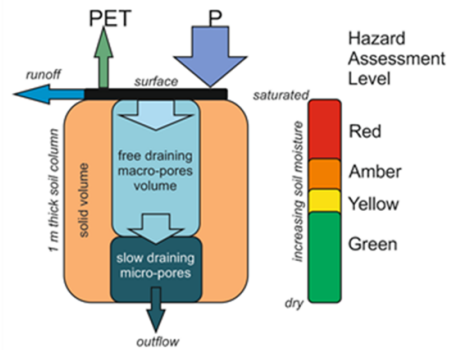 PET
P
Hazard
Assessment
Level
runoff
surface
saturated
1 m thick soil column
solid volume
free draining
macro-pores
volume
slow draining
micro-pores
outflow
increasing soil moisture
Red
Amber
Yellow
Green
dry